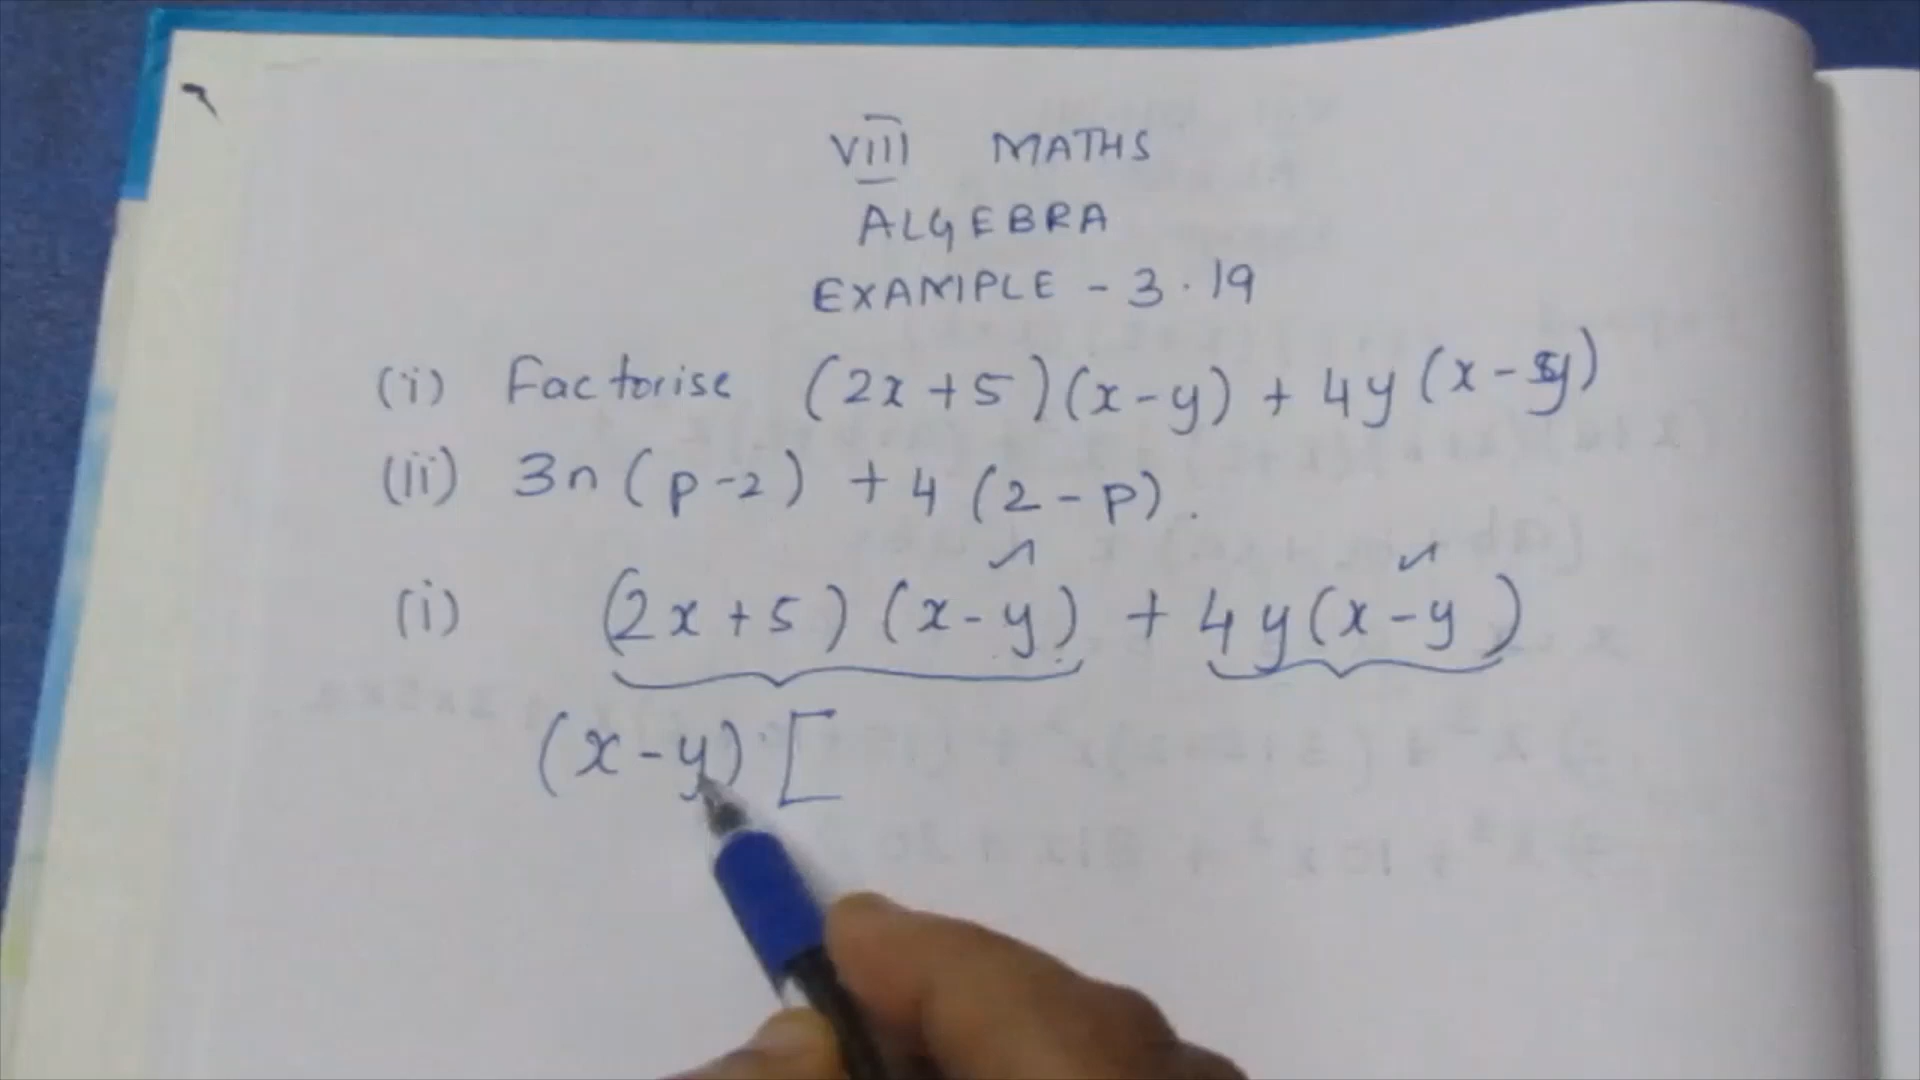 VIII MATHS
ALGEBRA
EXAMPLE - 3.19
(i) Factorise (2x+5)(x-y) + 4y(x-y)
(ii) 3n(p-2) + 4(2-p).
(i) (2x+5)(x-y) + 4y(x-y)
(x-y) [